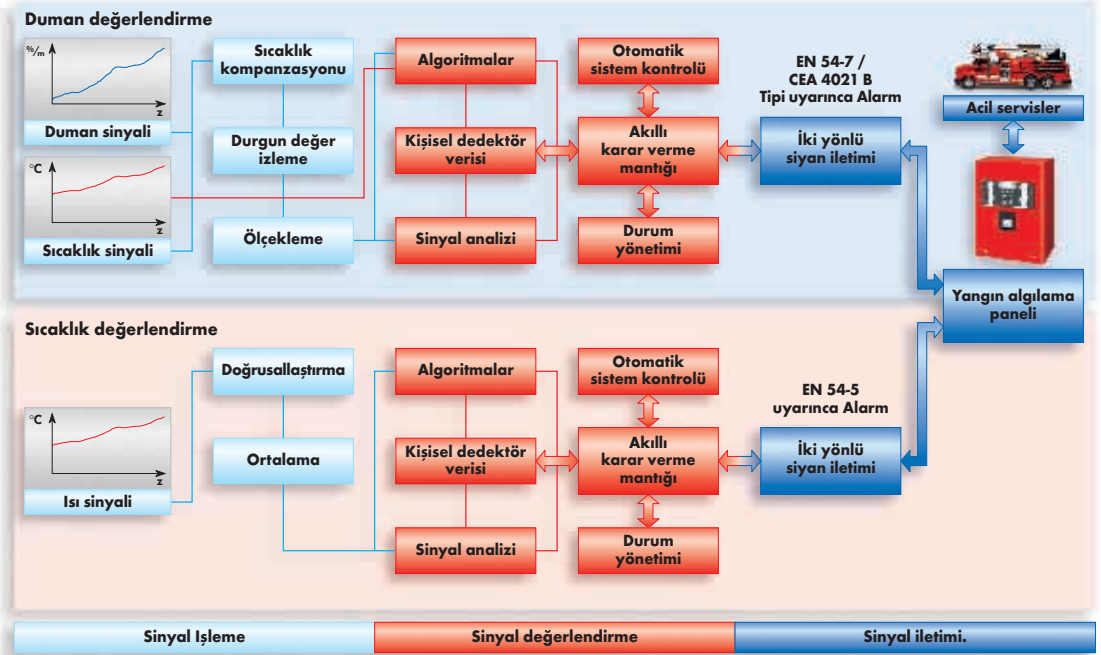 Duman değerlendirme
%/m
z
Duman sinyali
°C
z
Sıcaklık sinyali
Sıcaklık
kompanzasyonu
Durgun değer
izleme
Ölçekleme
Algoritmalar
Kişisel dedektör
verisi
Sinyal analizi
Otomatik
sistem kontrolü
Akıllı
karar verme
mantığı
Durum
yönetimi
EN 54-7 /
CEA 4021 B
Tipi uyarınca Alarm
İki yönlü
siyan iletimi
Acil servisler
Yangın algılama
paneli
Sıcaklık değerlendirme
°C
z
Isı sinyali
Doğrusallaştırma
Ortalama
Algoritmalar
Kişisel dedektör
verisi
Sinyal analizi
Otomatik
sistem kontrolü
Akıllı
karar verme
mantığı
Durum
yönetimi
EN 54-5
uyarınca Alarm
İki yönlü
siyan iletimi
Sinyal Işleme
Sinyal değerlendirme
Sinyal iletimi.